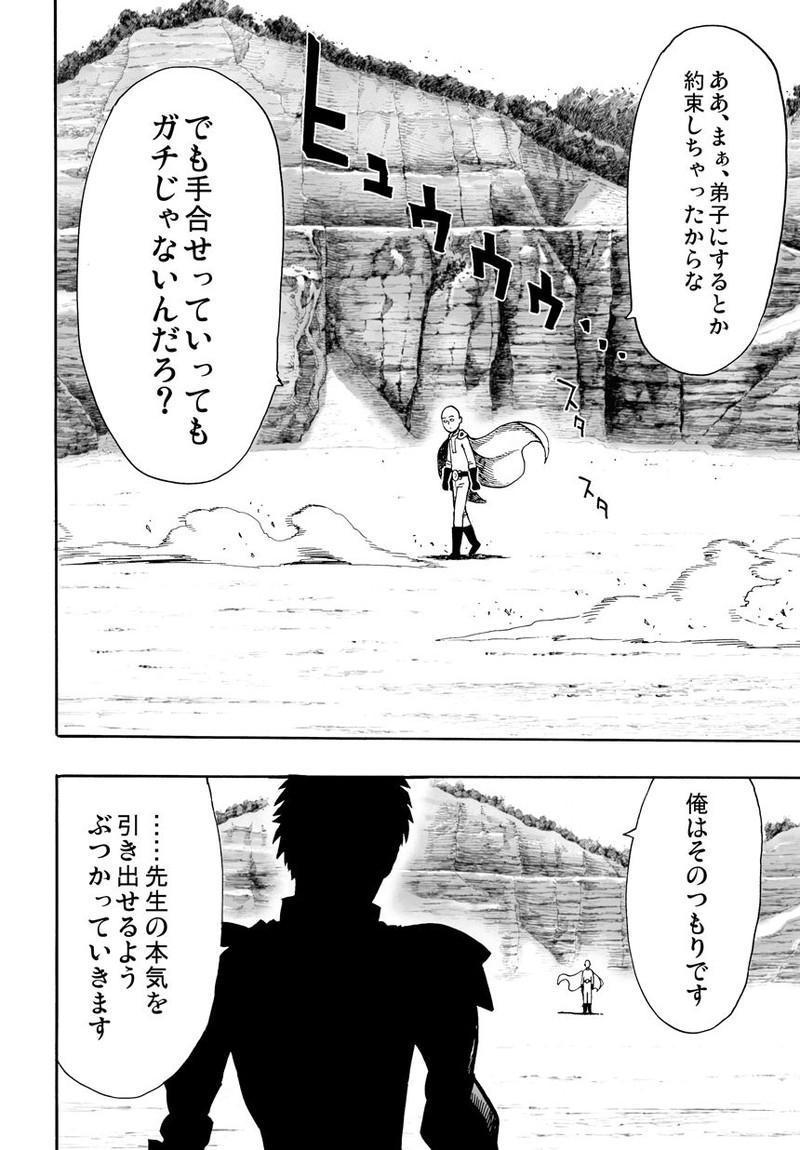 ああ、まぁ、弟子にするとか
約束しちゃったからな
ヒュウウウウ…
でも手合せっていっても
ガチじゃないんだろ？
スタ
スタ
俺はそのつもりです
……先生の本気を
引き出せるよう
ぶつかっていきます